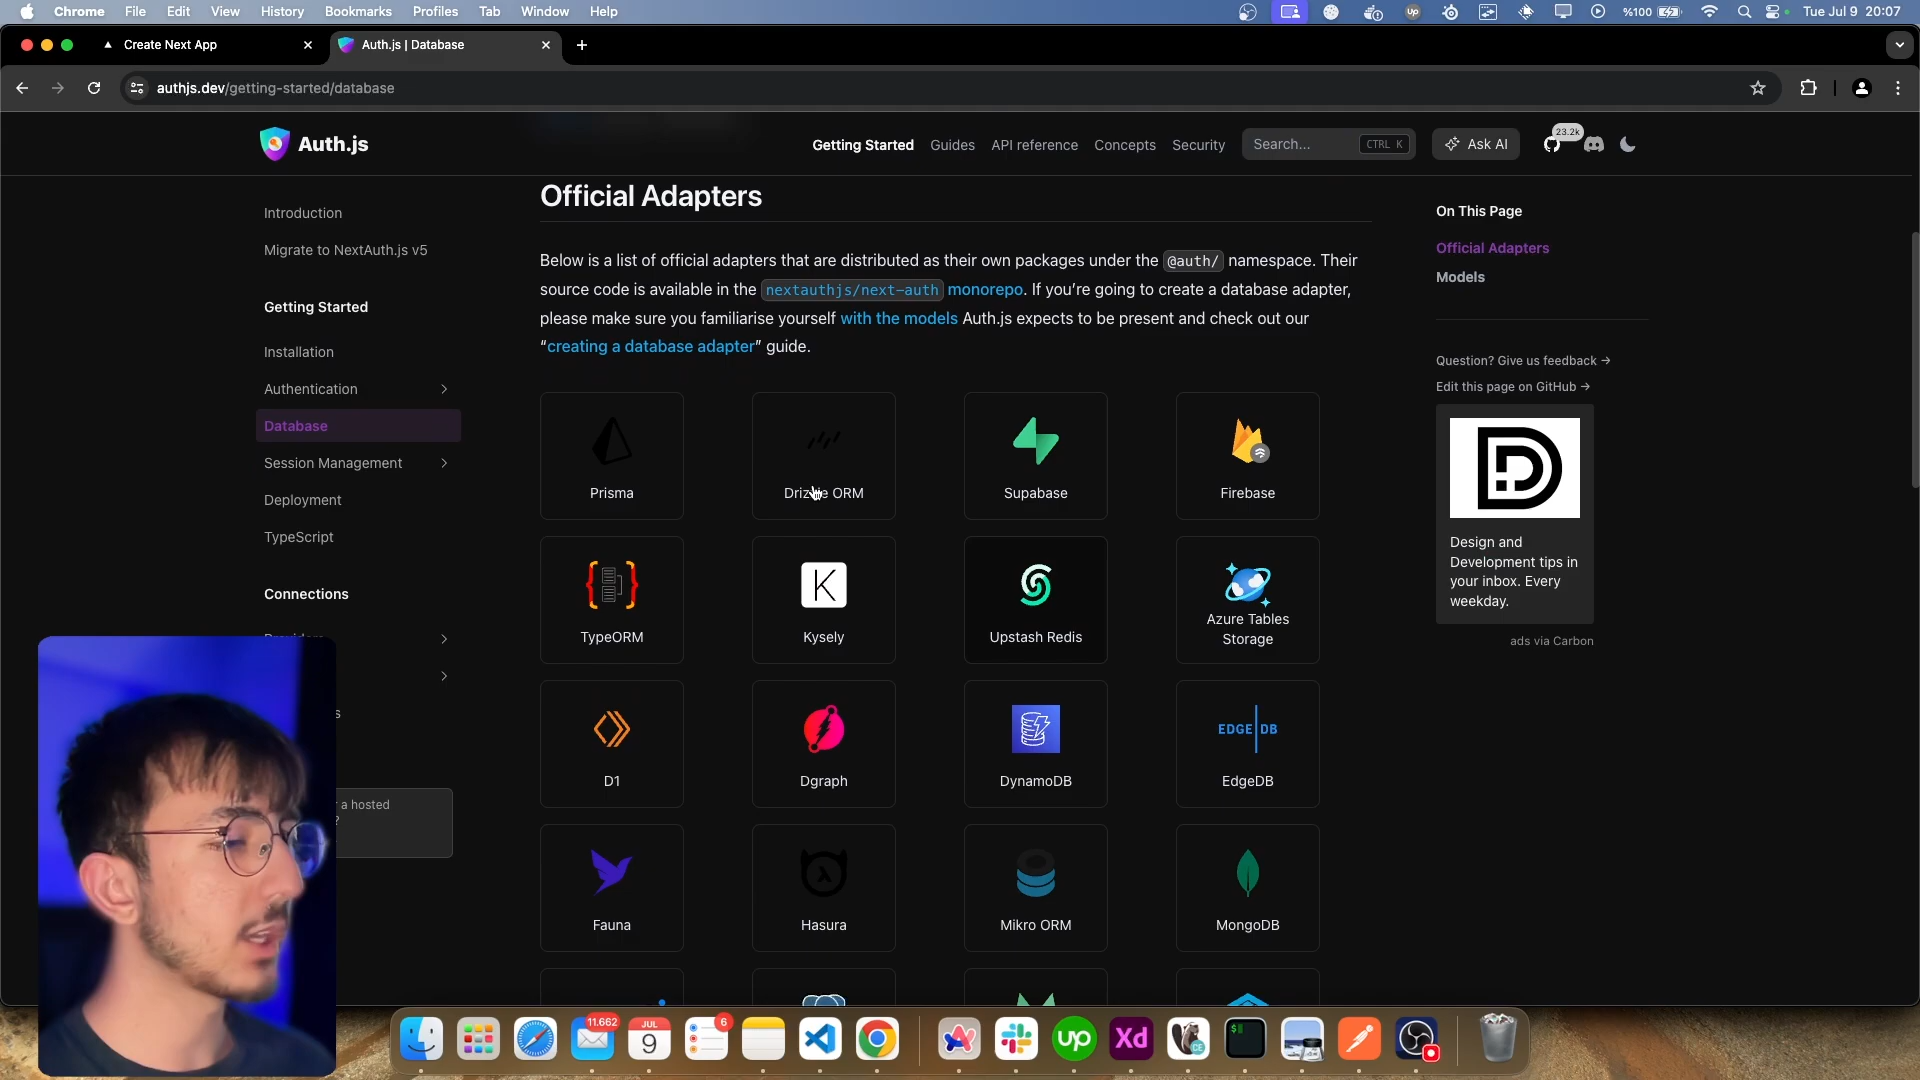 Chrome File Edit View History Bookmarks Profiles Tab Window Help
UP %100 Tue Jul 9 20:07
Create Next App
Auth.js | Database
authjs.dev/getting-started/database
Auth.js
Getting Started Guides API reference Concepts Security Search... CTRL K Ask AI 23.2k
Introduction
Migrate to NextAuth.js v5
Getting Started
Installation
Authentication
Database
Session Management
Deployment
TypeScript
Connections
a hosted
?
Official Adapters
Below is a list of official adapters that are distributed as their own packages under the @auth/ namespace. Their
source code is available in the nextauthjs/next-auth monorepo. If you’re going to create a database adapter,
please make sure you familiarise yourself with the models Auth.js expects to be present and check out our
“creating a database adapter” guide.
Prisma
Drizzle ORM
Supabase
Firebase
TypeORM
K
Kysely
Upstash Redis
Azure Tables
Storage
D1
Dgraph
DynamoDB
EDGE|DB
EdgeDB
Fauna
Hasura
Mikro ORM
MongoDB
On This Page
Official Adapters
Models
Question? Give us feedback →
Edit this page on GitHub →
Design and
Development tips in
your inbox. Every
weekday.
ads via Carbon
11.662
JUL
9
6
up
Xd
CE
$